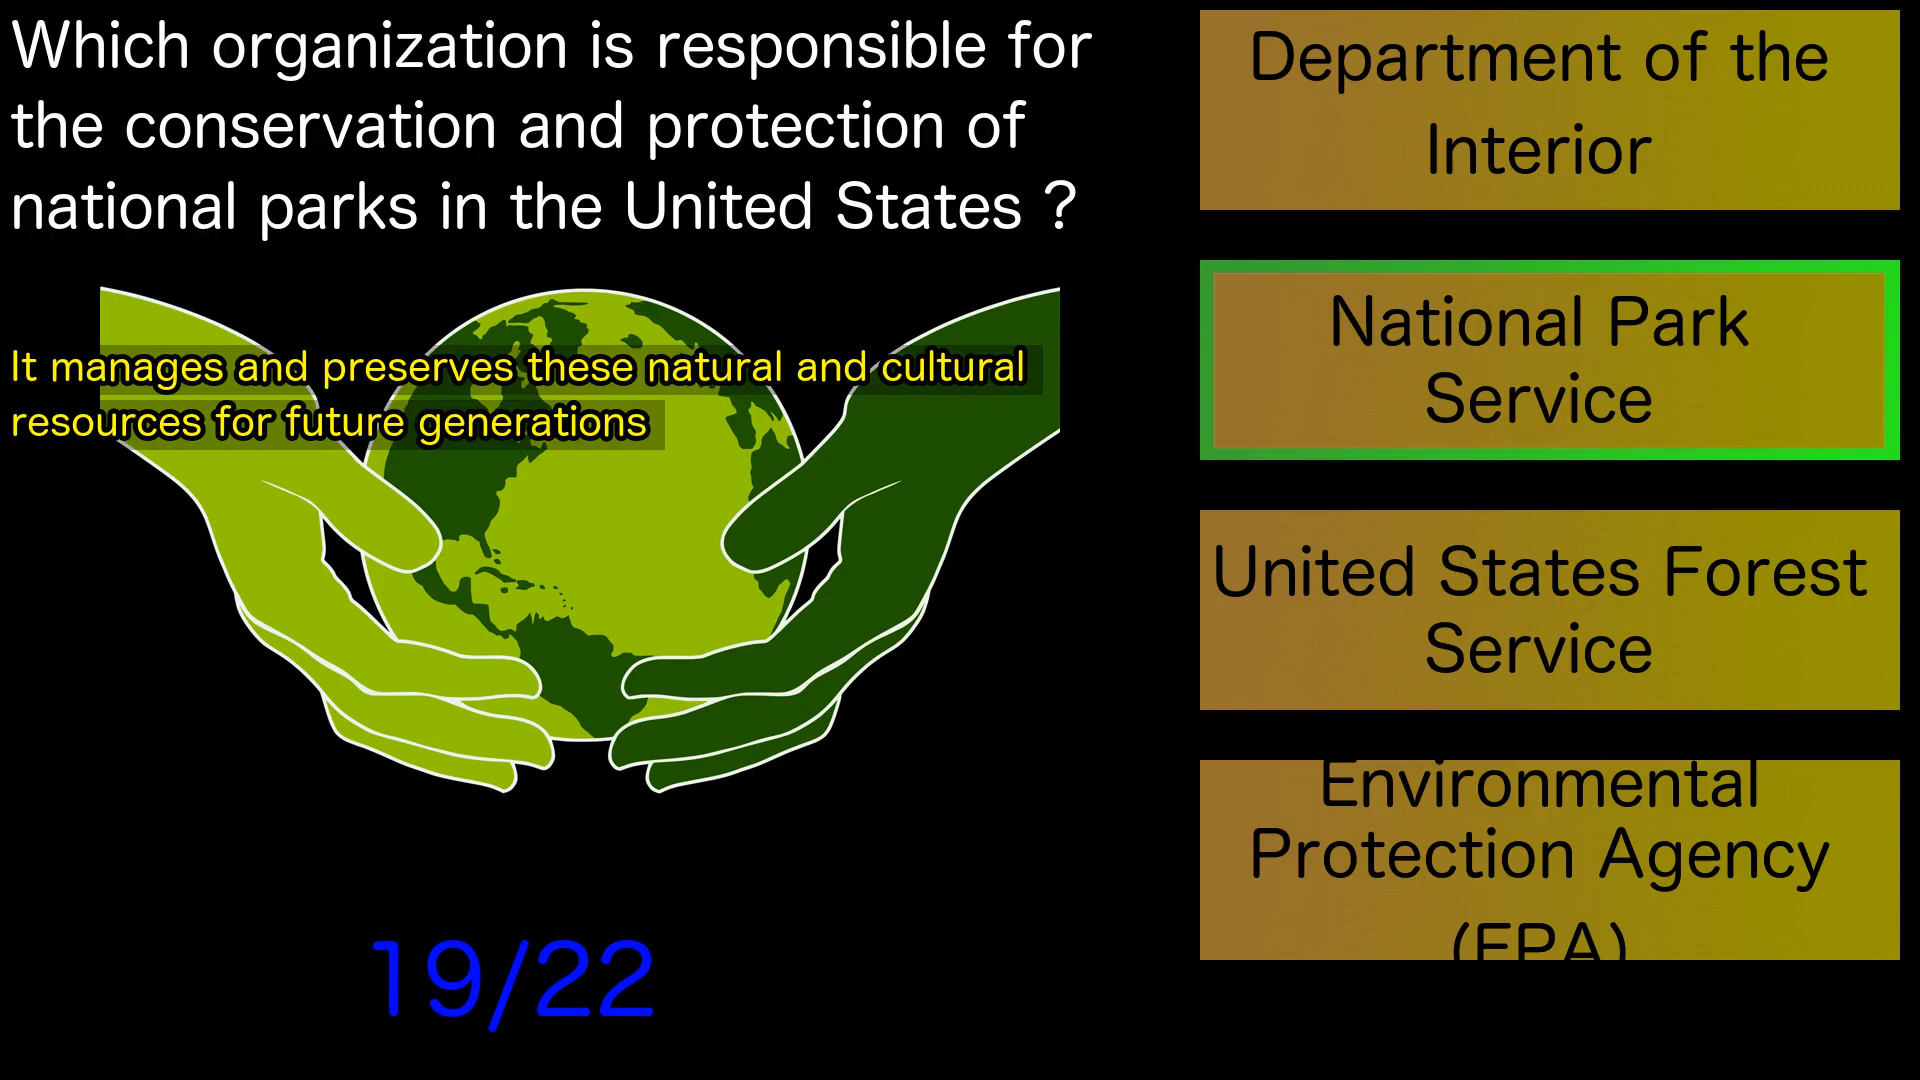 Which organization is responsible for
the conservation and protection of
national parks in the United States ?
It manages and preserves these natural and cultural
resources for future generations
19/22
Department of the
Interior
National Park
Service
United States Forest
Service
Environmental
Protection Agency
(EPA)